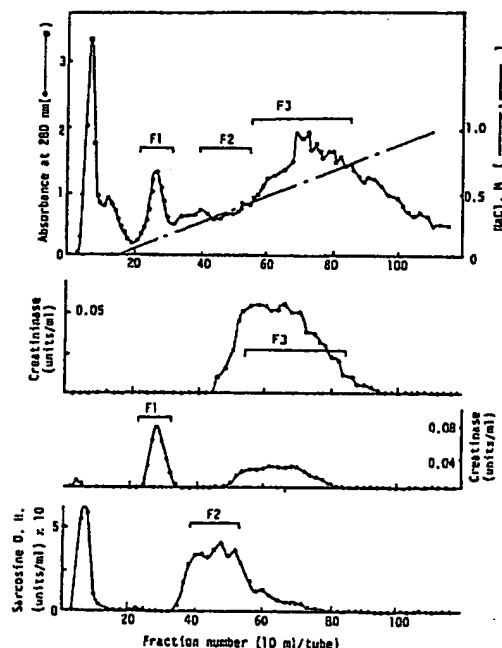 Absorbance at 280 nm(•——•)
3
2
1
0
F1
F2
F3
1.0
0.5
0
NaCl, M (—·—)
20
40
60
80
100
Creatininase
(units/ml)
0.05
F3
F1
0.08
0.04
Creatinase
(units/ml)
Sarcosine D. H.
(units/ml) x 10
5
0
F2
20
40
60
80
100
Fraction number (10 ml/tube)